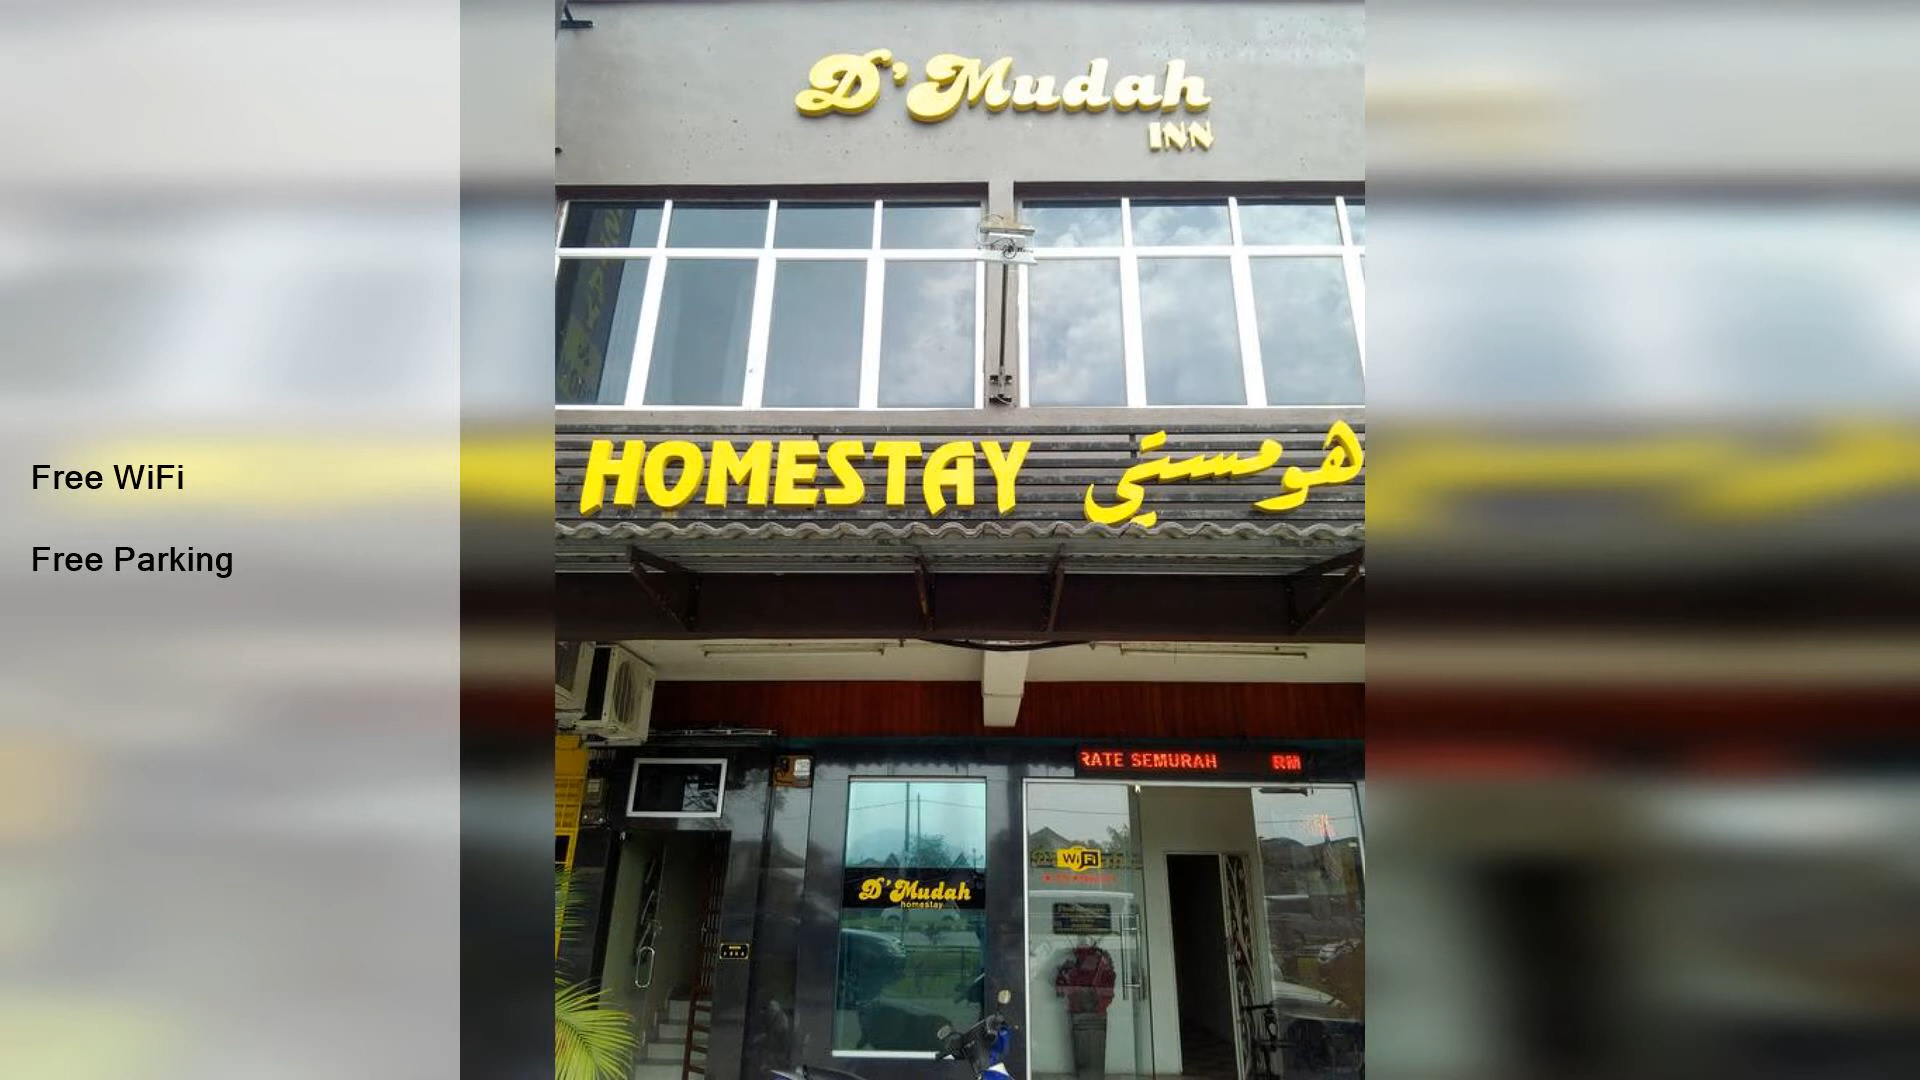 D'Mudah
INN
HOMESTAY هومستي
Free WiFi
Free Parking
RATE SEMURAH RM
WiFi
D'Mudah
homestay